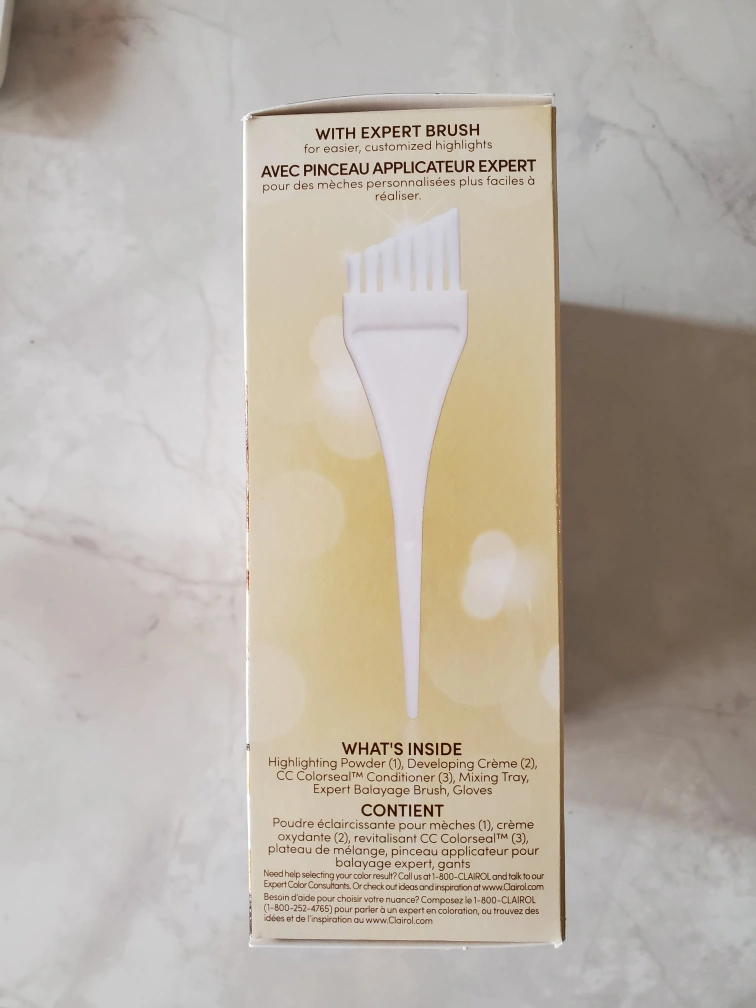 WITH EXPERT BRUSH
for easier, customized highlights
AVEC PINCEAU APPLICATEUR EXPERT
pour des mèches personnalisées plus faciles à
réaliser.
WHAT'S INSIDE
Highlighting Powder (1), Developing Crème (2),
CC Colorseal™ Conditioner (3), Mixing Tray,
Expert Balayage Brush, Gloves
CONTIENT
Poudre éclaircissante pour mèches (1), crème
oxydante (2), revitalisant CC Colorseal™ (3),
plateau de mélange, pinceau applicateur pour
balayage expert, gants
Need help selecting your color result? Call us at 1-800-CLAIROL and talk to our
Expert Color Consultants. Or check out ideas and inspiration at www.Clairol.com
Besoin d'aide pour choisir votre nuance? Composez le 1-800-CLAIROL
(1-800-252-4765) pour parler à un expert en coloration, ou trouvez des
idées et de l'inspiration au www.Clairol.com